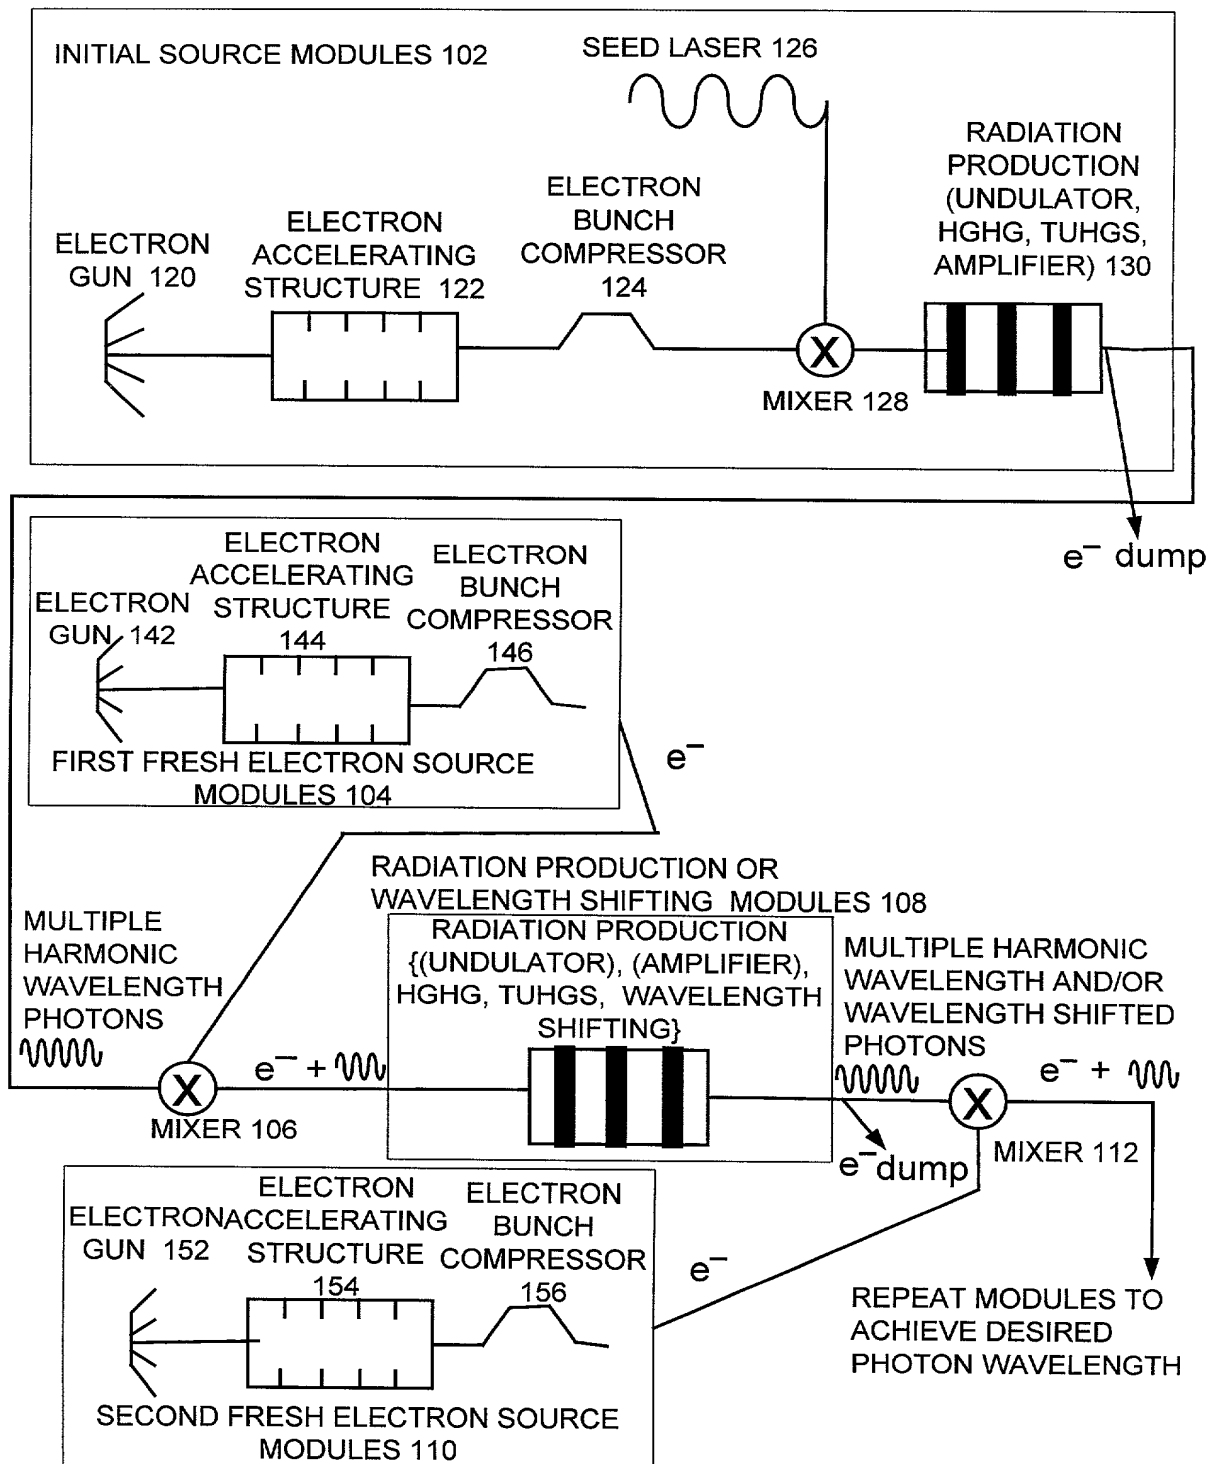 INITIAL SOURCE MODULES 102
SEED LASER 126
RADIATION
PRODUCTION
(UNDULATOR,
HGHG, TUHGS,
AMPLIFIER) 130
ELECTRON
BUNCH
COMPRESSOR
124
ELECTRON
ACCELERATING
STRUCTURE 122
ELECTRON
GUN 120
X
MIXER 128
e⁻ dump
ELECTRON
ACCELERATING
STRUCTURE
144
ELECTRON
BUNCH
COMPRESSOR
146
ELECTRON
GUN 142
FIRST FRESH ELECTRON SOURCE
MODULES 104
e⁻
RADIATION PRODUCTION OR
WAVELENGTH SHIFTING MODULES 108
MULTIPLE
HARMONIC
WAVELENGTH
PHOTONS
RADIATION PRODUCTION
{(UNDULATOR), (AMPLIFIER),
HGHG, TUHGS, WAVELENGTH
SHIFTING}
MULTIPLE HARMONIC
WAVELENGTH AND/OR
WAVELENGTH SHIFTED
PHOTONS
X
e⁻ +
MIXER 106
X
e⁻ +
MIXER 112
e⁻ dump
ELECTRON
ACCELERATING
STRUCTURE
154
ELECTRON
BUNCH
COMPRESSOR
156
ELECTRON
GUN 152
e⁻
SECOND FRESH ELECTRON SOURCE
MODULES 110
REPEAT MODULES TO
ACHIEVE DESIRED
PHOTON WAVELENGTH